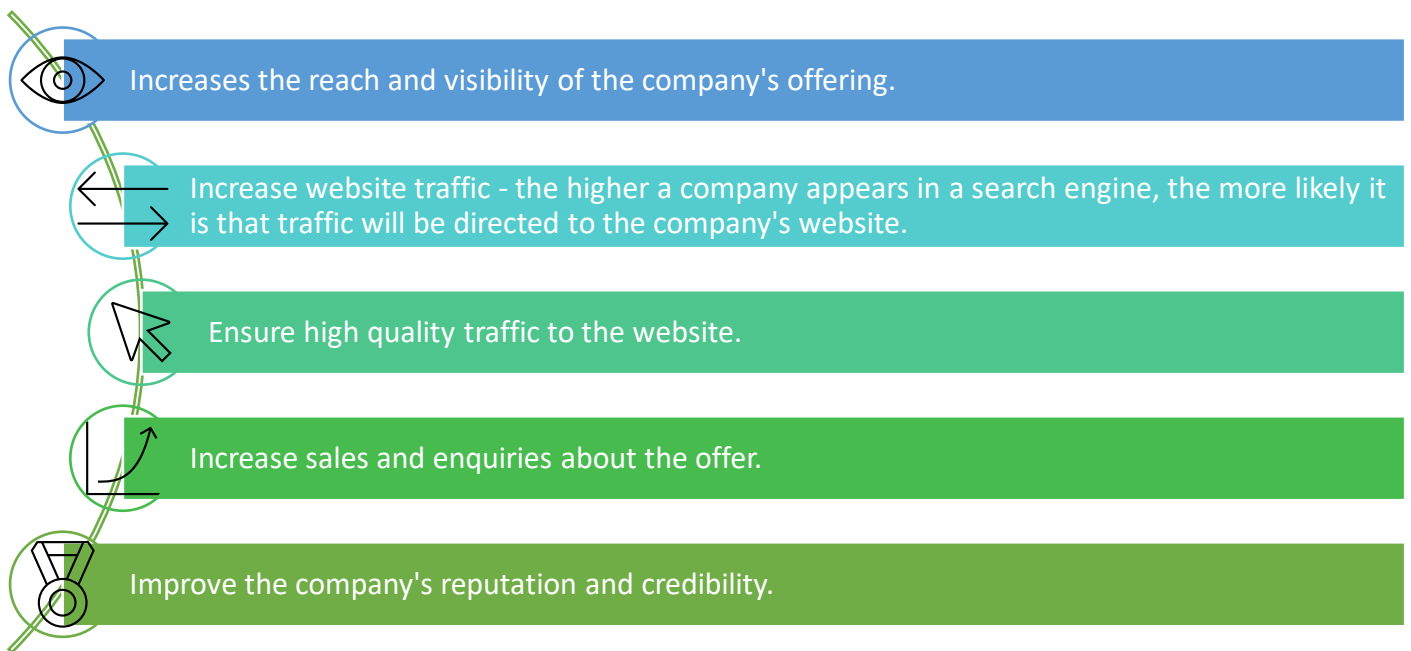 Increases the reach and visibility of the company's offering.
Increase website traffic - the higher a company appears in a search engine, the more likely it
is that traffic will be directed to the company's website.
Ensure high quality traffic to the website.
Increase sales and enquiries about the offer.
Improve the company's reputation and credibility.